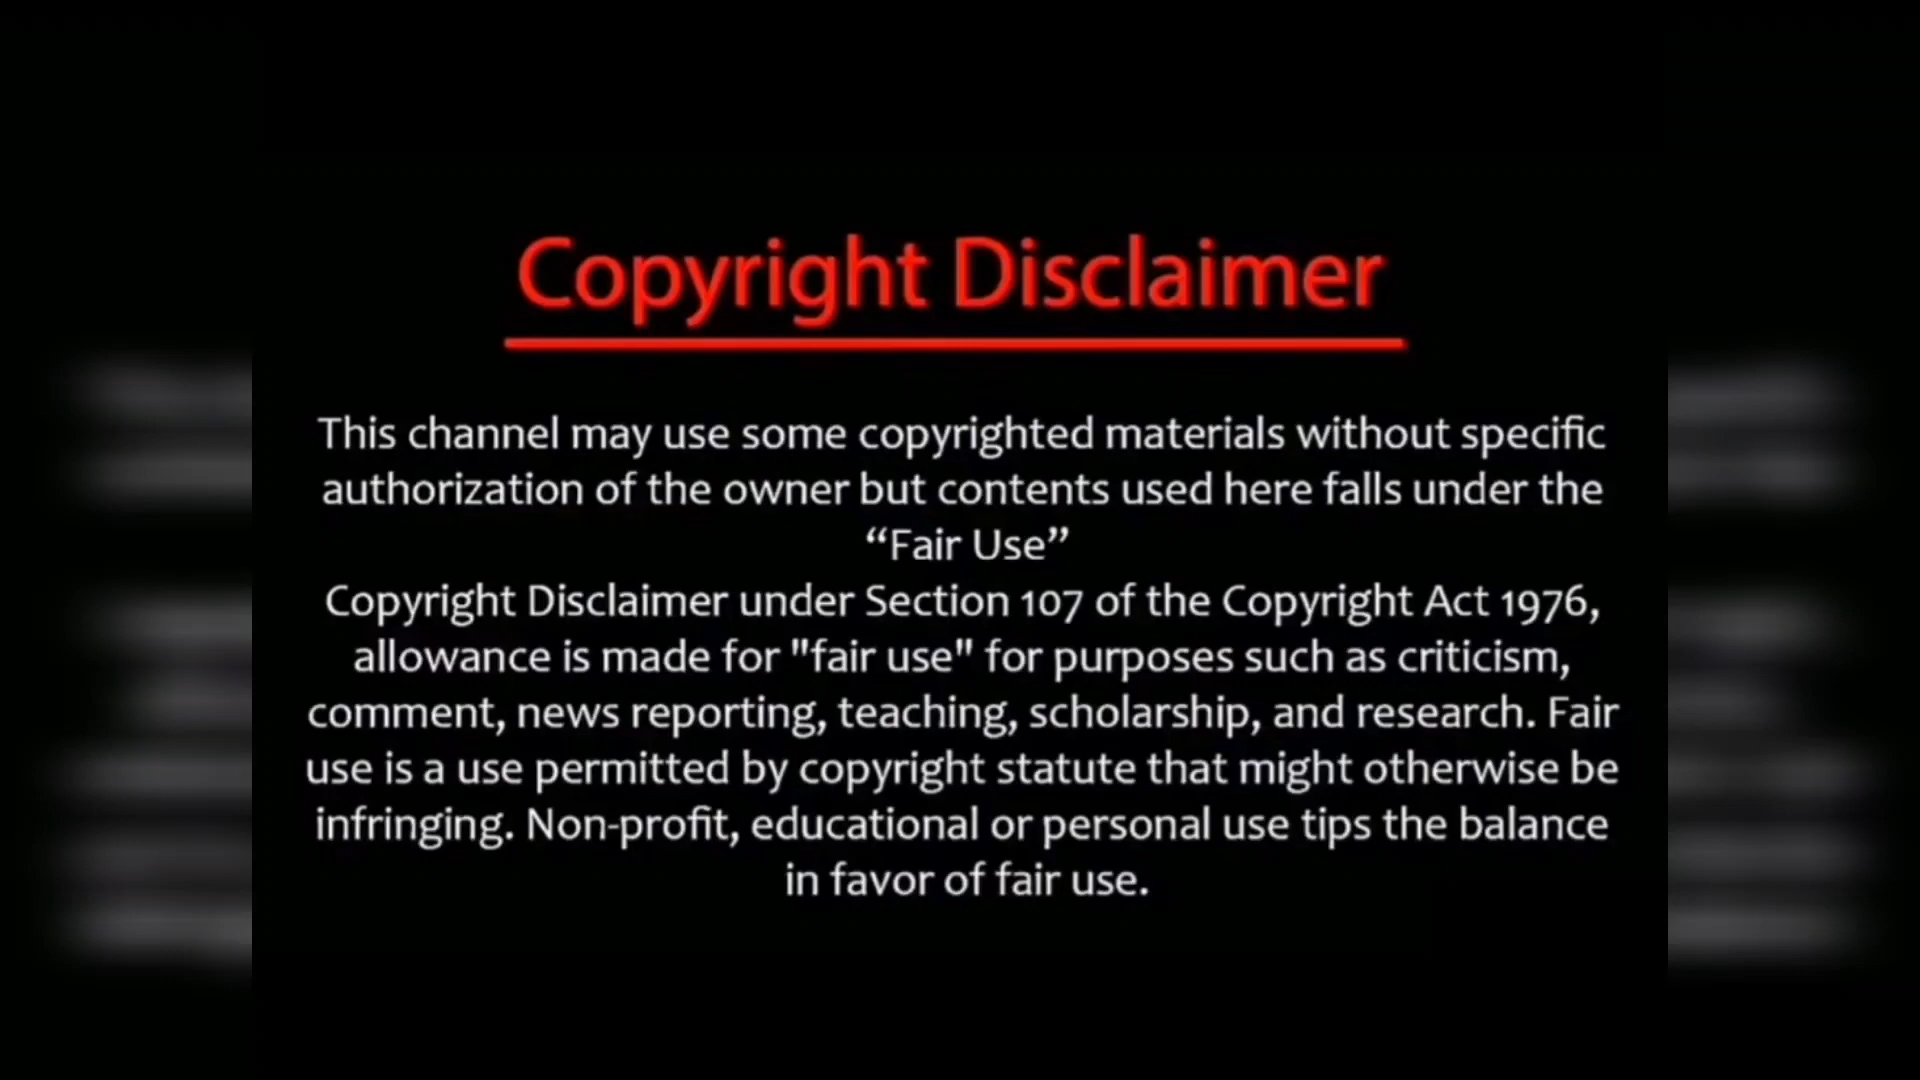 Copyright Disclaimer
This channel may use some copyrighted materials without specific
authorization of the owner but contents used here falls under the
“Fair Use”
Copyright Disclaimer under Section 107 of the Copyright Act 1976,
allowance is made for "fair use" for purposes such as criticism,
comment, news reporting, teaching, scholarship, and research. Fair
use is a use permitted by copyright statute that might otherwise be
infringing. Non-profit, educational or personal use tips the balance
in favor of fair use.